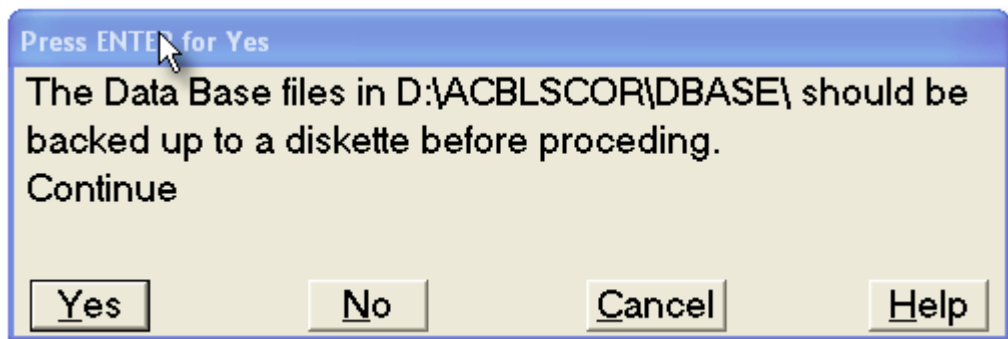 Press ENTER for Yes
The Data Base files in D:\ACBLSCOR\DBASE\ should be
backed up to a diskette before proceding.
Continue
Yes No Cancel Help